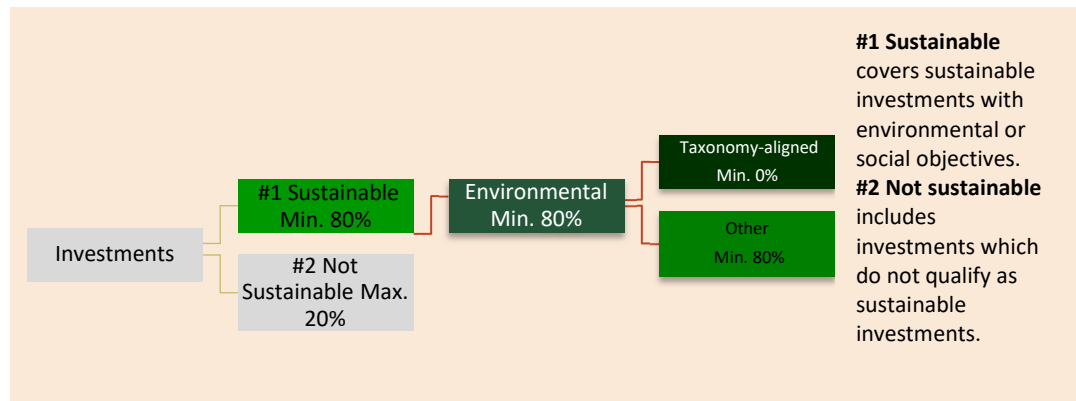 Investments
#1 Sustainable
Min. 80%
#2 Not
Sustainable Max.
20%
Environmental
Min. 80%
Taxonomy-aligned
Min. 0%
Other
Min. 80%
#1 Sustainable
covers sustainable
investments with
environmental or
social objectives.
#2 Not sustainable
includes
investments which
do not qualify as
sustainable
investments.